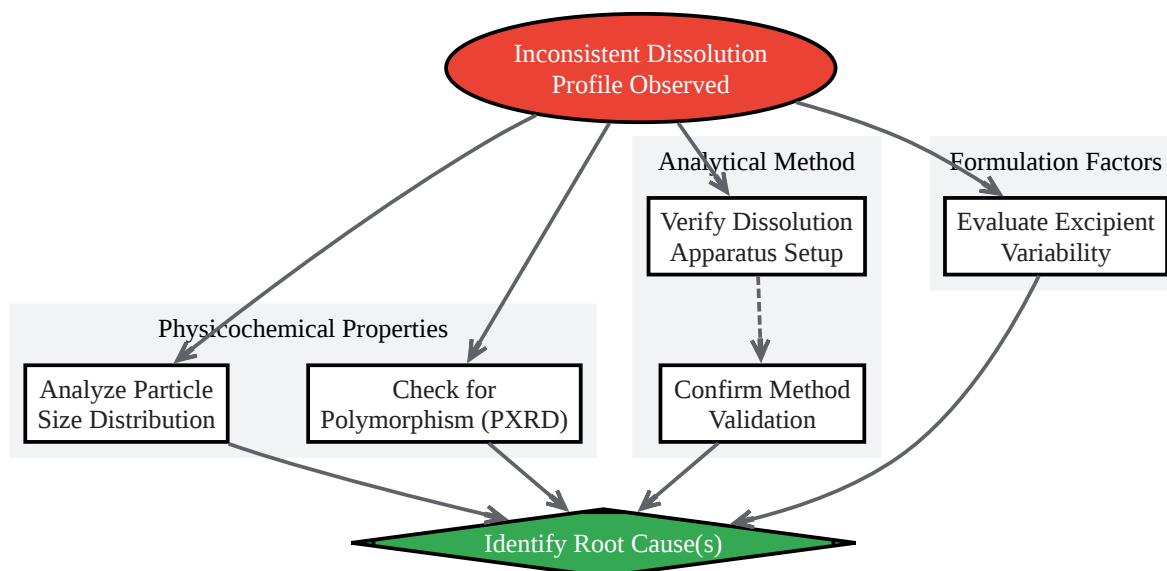 Inconsistent Dissolution
Profile Observed
Analytical Method
Formulation Factors
Verify Dissolution
Apparatus Setup
Evaluate Excipient
Variability
Physicochemical Properties
Analyze Particle
Size Distribution
Check for
Polymorphism (PXRD)
Confirm Method
Validation
Identify Root Cause(s)